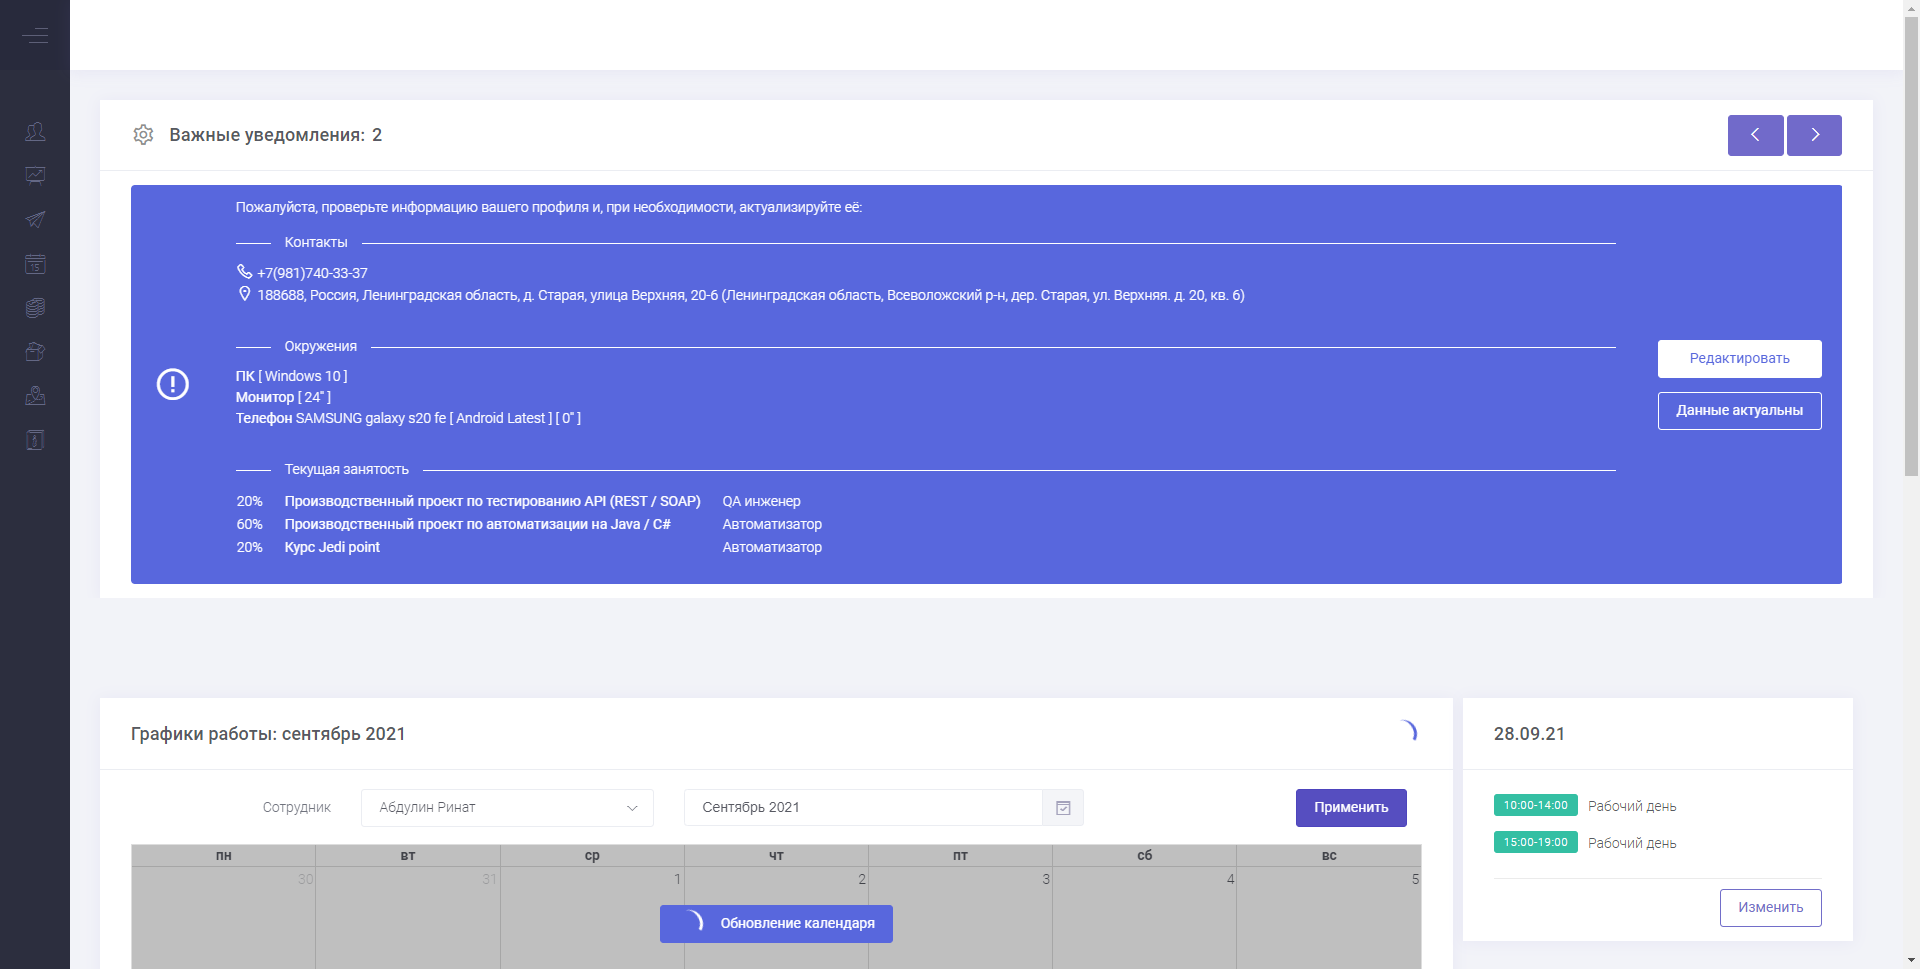 Важные уведомления: 2
Пожалуйста, проверьте информацию вашего профиля и, при необходимости, актуализируйте её:
Контакты
+7(981)740-33-37
188688, Россия, Ленинградская область, д. Старая, улица Верхняя, 20-6 (Ленинградская область, Всеволожский р-н, дер. Старая, ул. Верхняя. д. 20, кв. 6)
Окружения
ПК [ Windows 10 ]
Монитор [ 24" ]
Телефон SAMSUNG galaxy s20 fe [ Android Latest ] [ 0" ]
Редактировать
Данные актуальны
Текущая занятость
20% Производственный проект по тестированию API (REST / SOAP) QA инженер
60% Производственный проект по автоматизации на Java / C# Автоматизатор
20% Курс Jedi point Автоматизатор
Графики работы: сентябрь 2021
Сотрудник Абдулин Ринат Сентябрь 2021 Применить
пн вт ср чт пт сб вс
30 31 1 2 3 4 5
Обновление календаря
28.09.21
10:00-14:00 Рабочий день
15:00-19:00 Рабочий день
Изменить
15